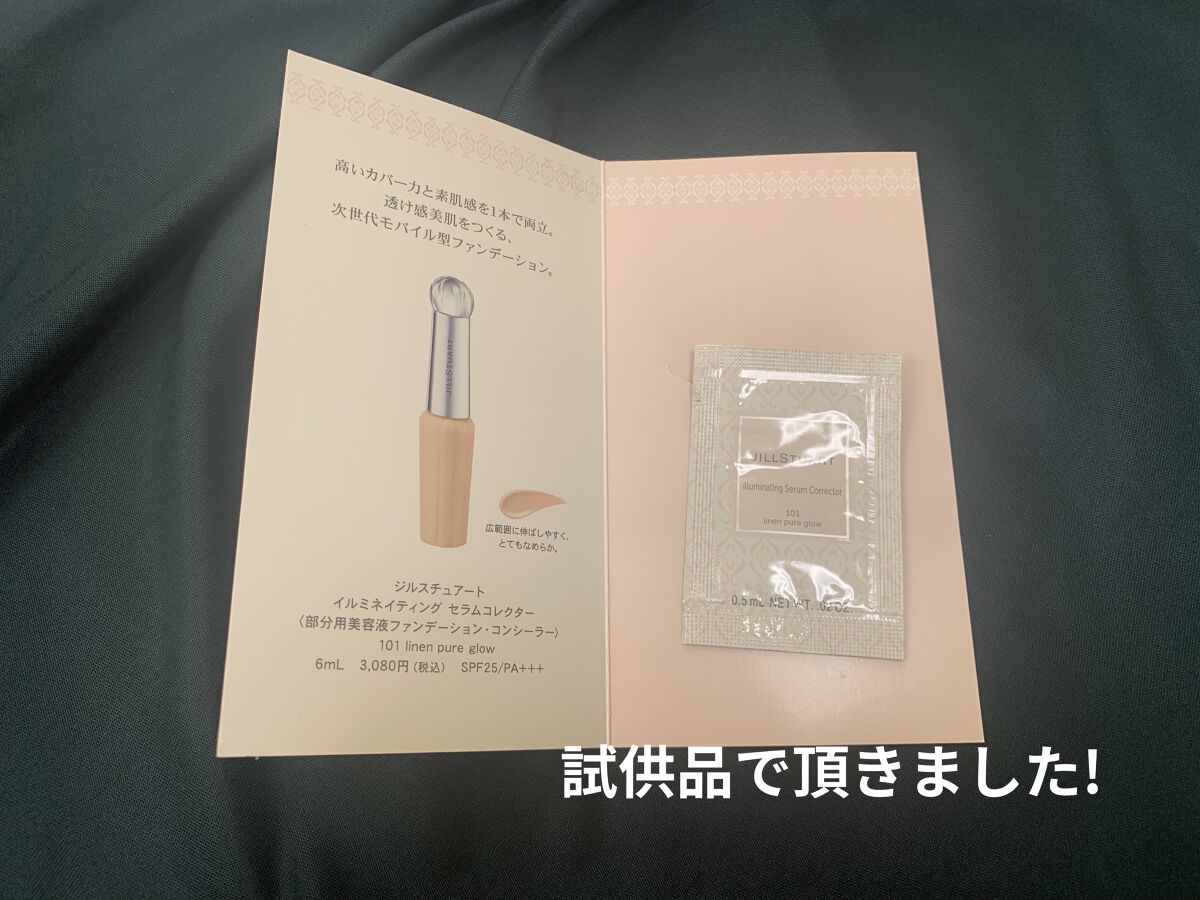 高いカバー力と素肌感を1本で両立。
透け感美肌をつくる、
次世代モバイル型ファンデーション。
JILLSTUART
広範囲に伸ばしやすく、
とてもなめらか。
ジルスチュアート
イルミネイティング セラムコレクター
〈部分用美容液ファンデーション・コンシーラー〉
101 linen pure glow
6mL 3,080円(税込) SPF25/PA+++
JILLSTUART
Illuminating Serum Corrector
101
linen pure glow
0.5 mL NET WT. .02 OZ.
試供品で頂きました!